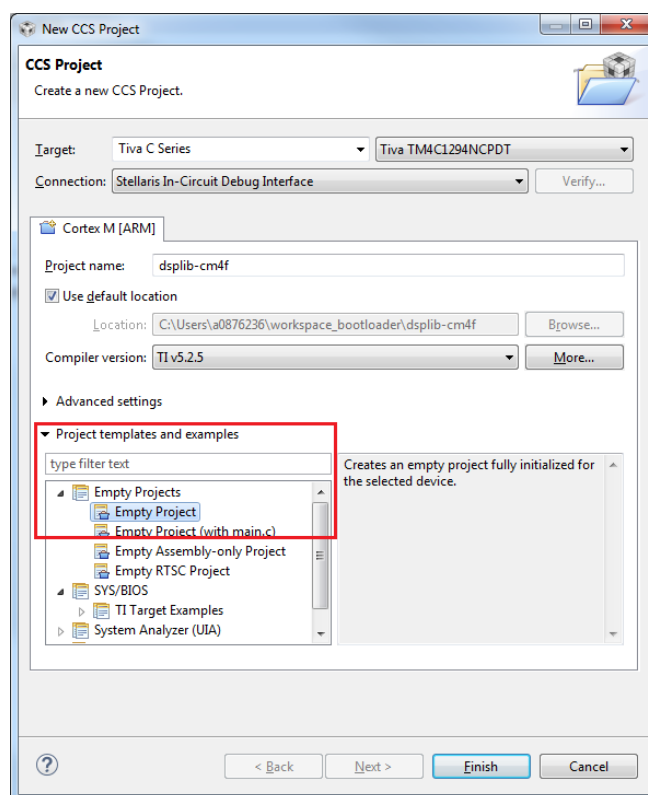 New CCS Project
CCS Project
Create a new CCS Project.
Target: Tiva C Series Tiva TM4C1294NCPDT
Connection: Stellaris In-Circuit Debug Interface Verify...
Cortex M [ARM]
Project name: dsplib-cm4f
Use default location
Location: C:\Users\a0876236\workspace_bootloader\dsplib-cm4f Browse...
Compiler version: TI v5.2.5 More...
Advanced settings
Project templates and examples
type filter text
Creates an empty project fully initialized for
the selected device.
Empty Projects
Empty Project
Empty Project (with main.c)
Empty Assembly-only Project
Empty RTSC Project
SYS/BIOS
TI Target Examples
System Analyzer (UIA)
< Back Next > Finish Cancel